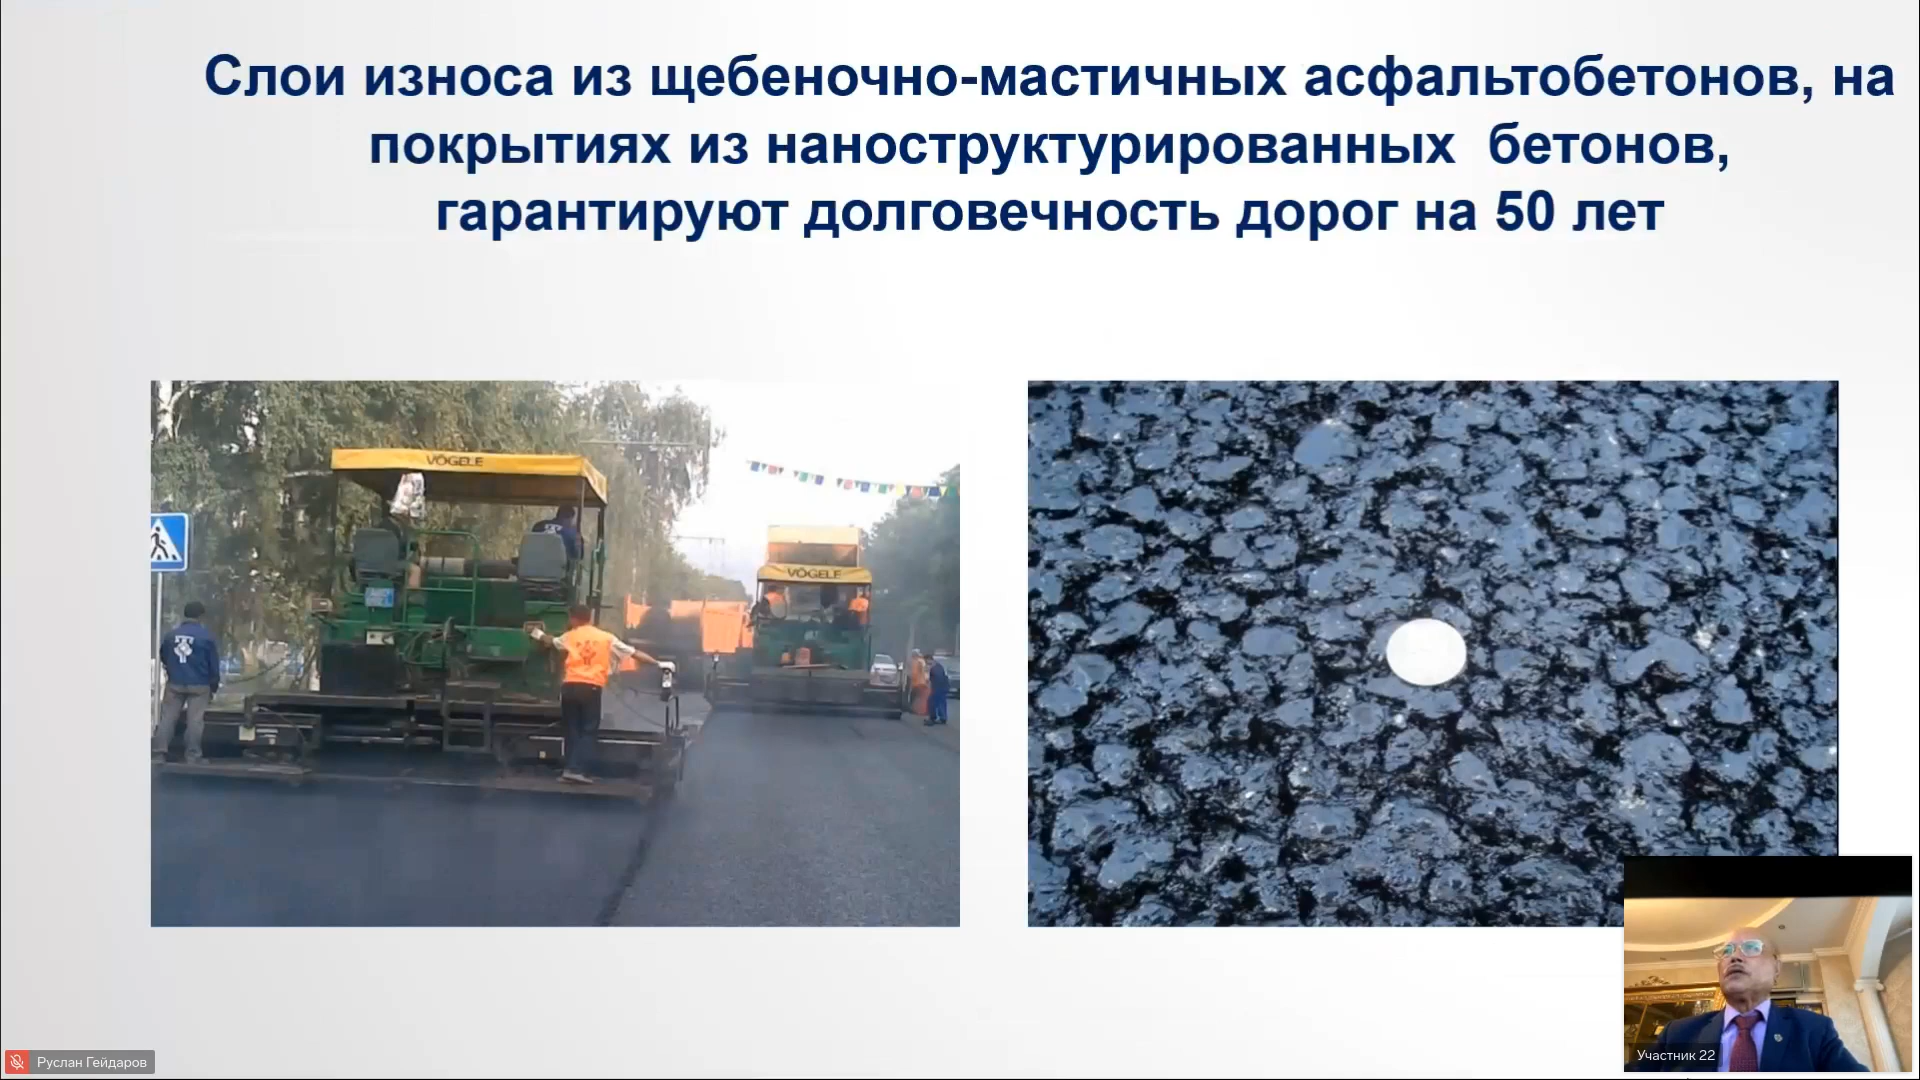 Слои износа из щебеночно-мастичных асфальтобетонов, на
покрытиях из наноструктурированных  бетонов,
гарантируют долговечность дорог на 50 лет
VÖGELE
VÖGELE
Руслан Гейдаров
Участник 22